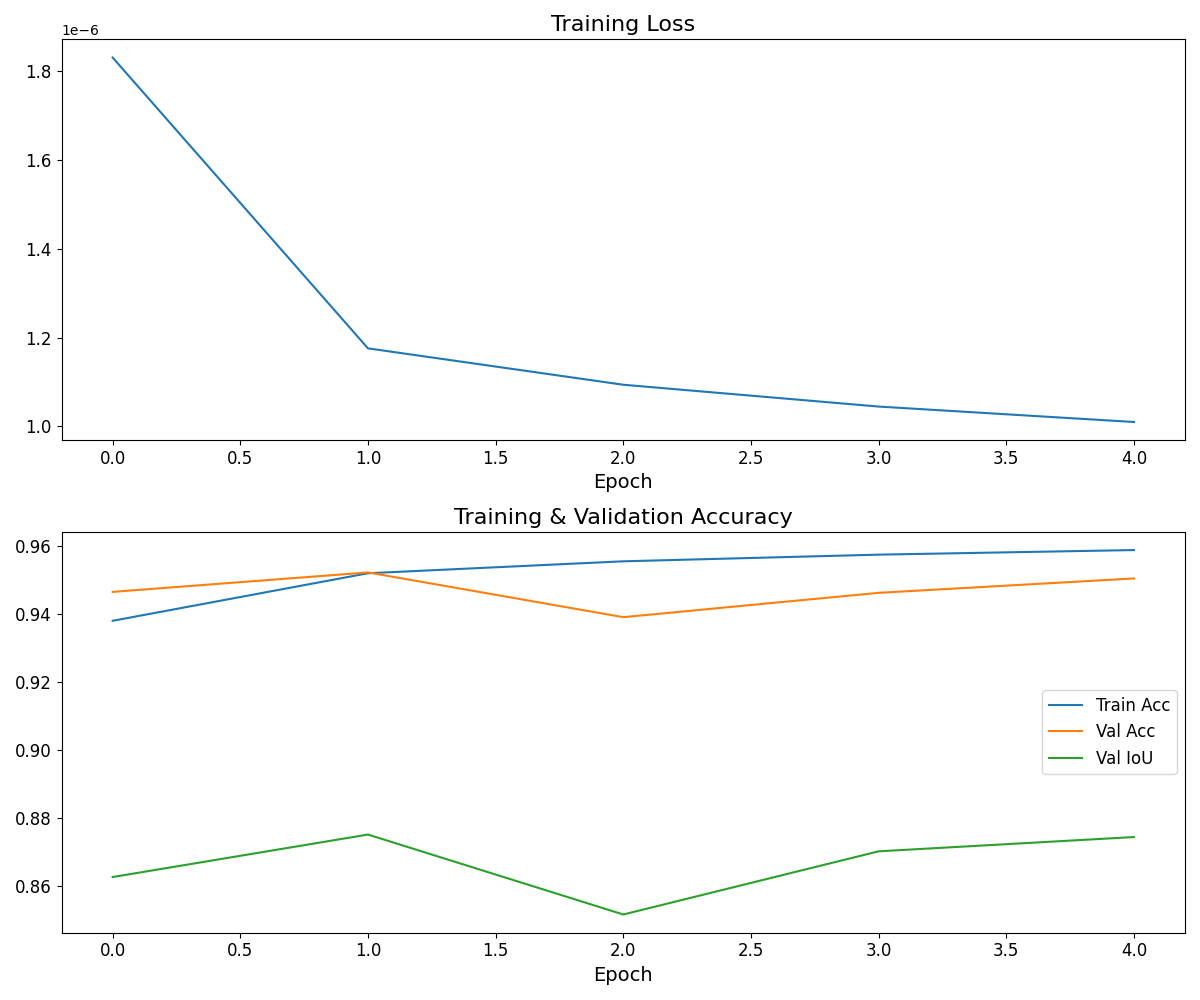 Training Loss
1e−6
1.8
1.6
1.4
1.2
1.0
0.0 0.5 1.0 1.5 2.0 2.5 3.0 3.5 4.0
Epoch
Training & Validation Accuracy
0.96
0.94
0.92
0.90
0.88
0.86
Train Acc
Val Acc
Val IoU
0.0 0.5 1.0 1.5 2.0 2.5 3.0 3.5 4.0
Epoch